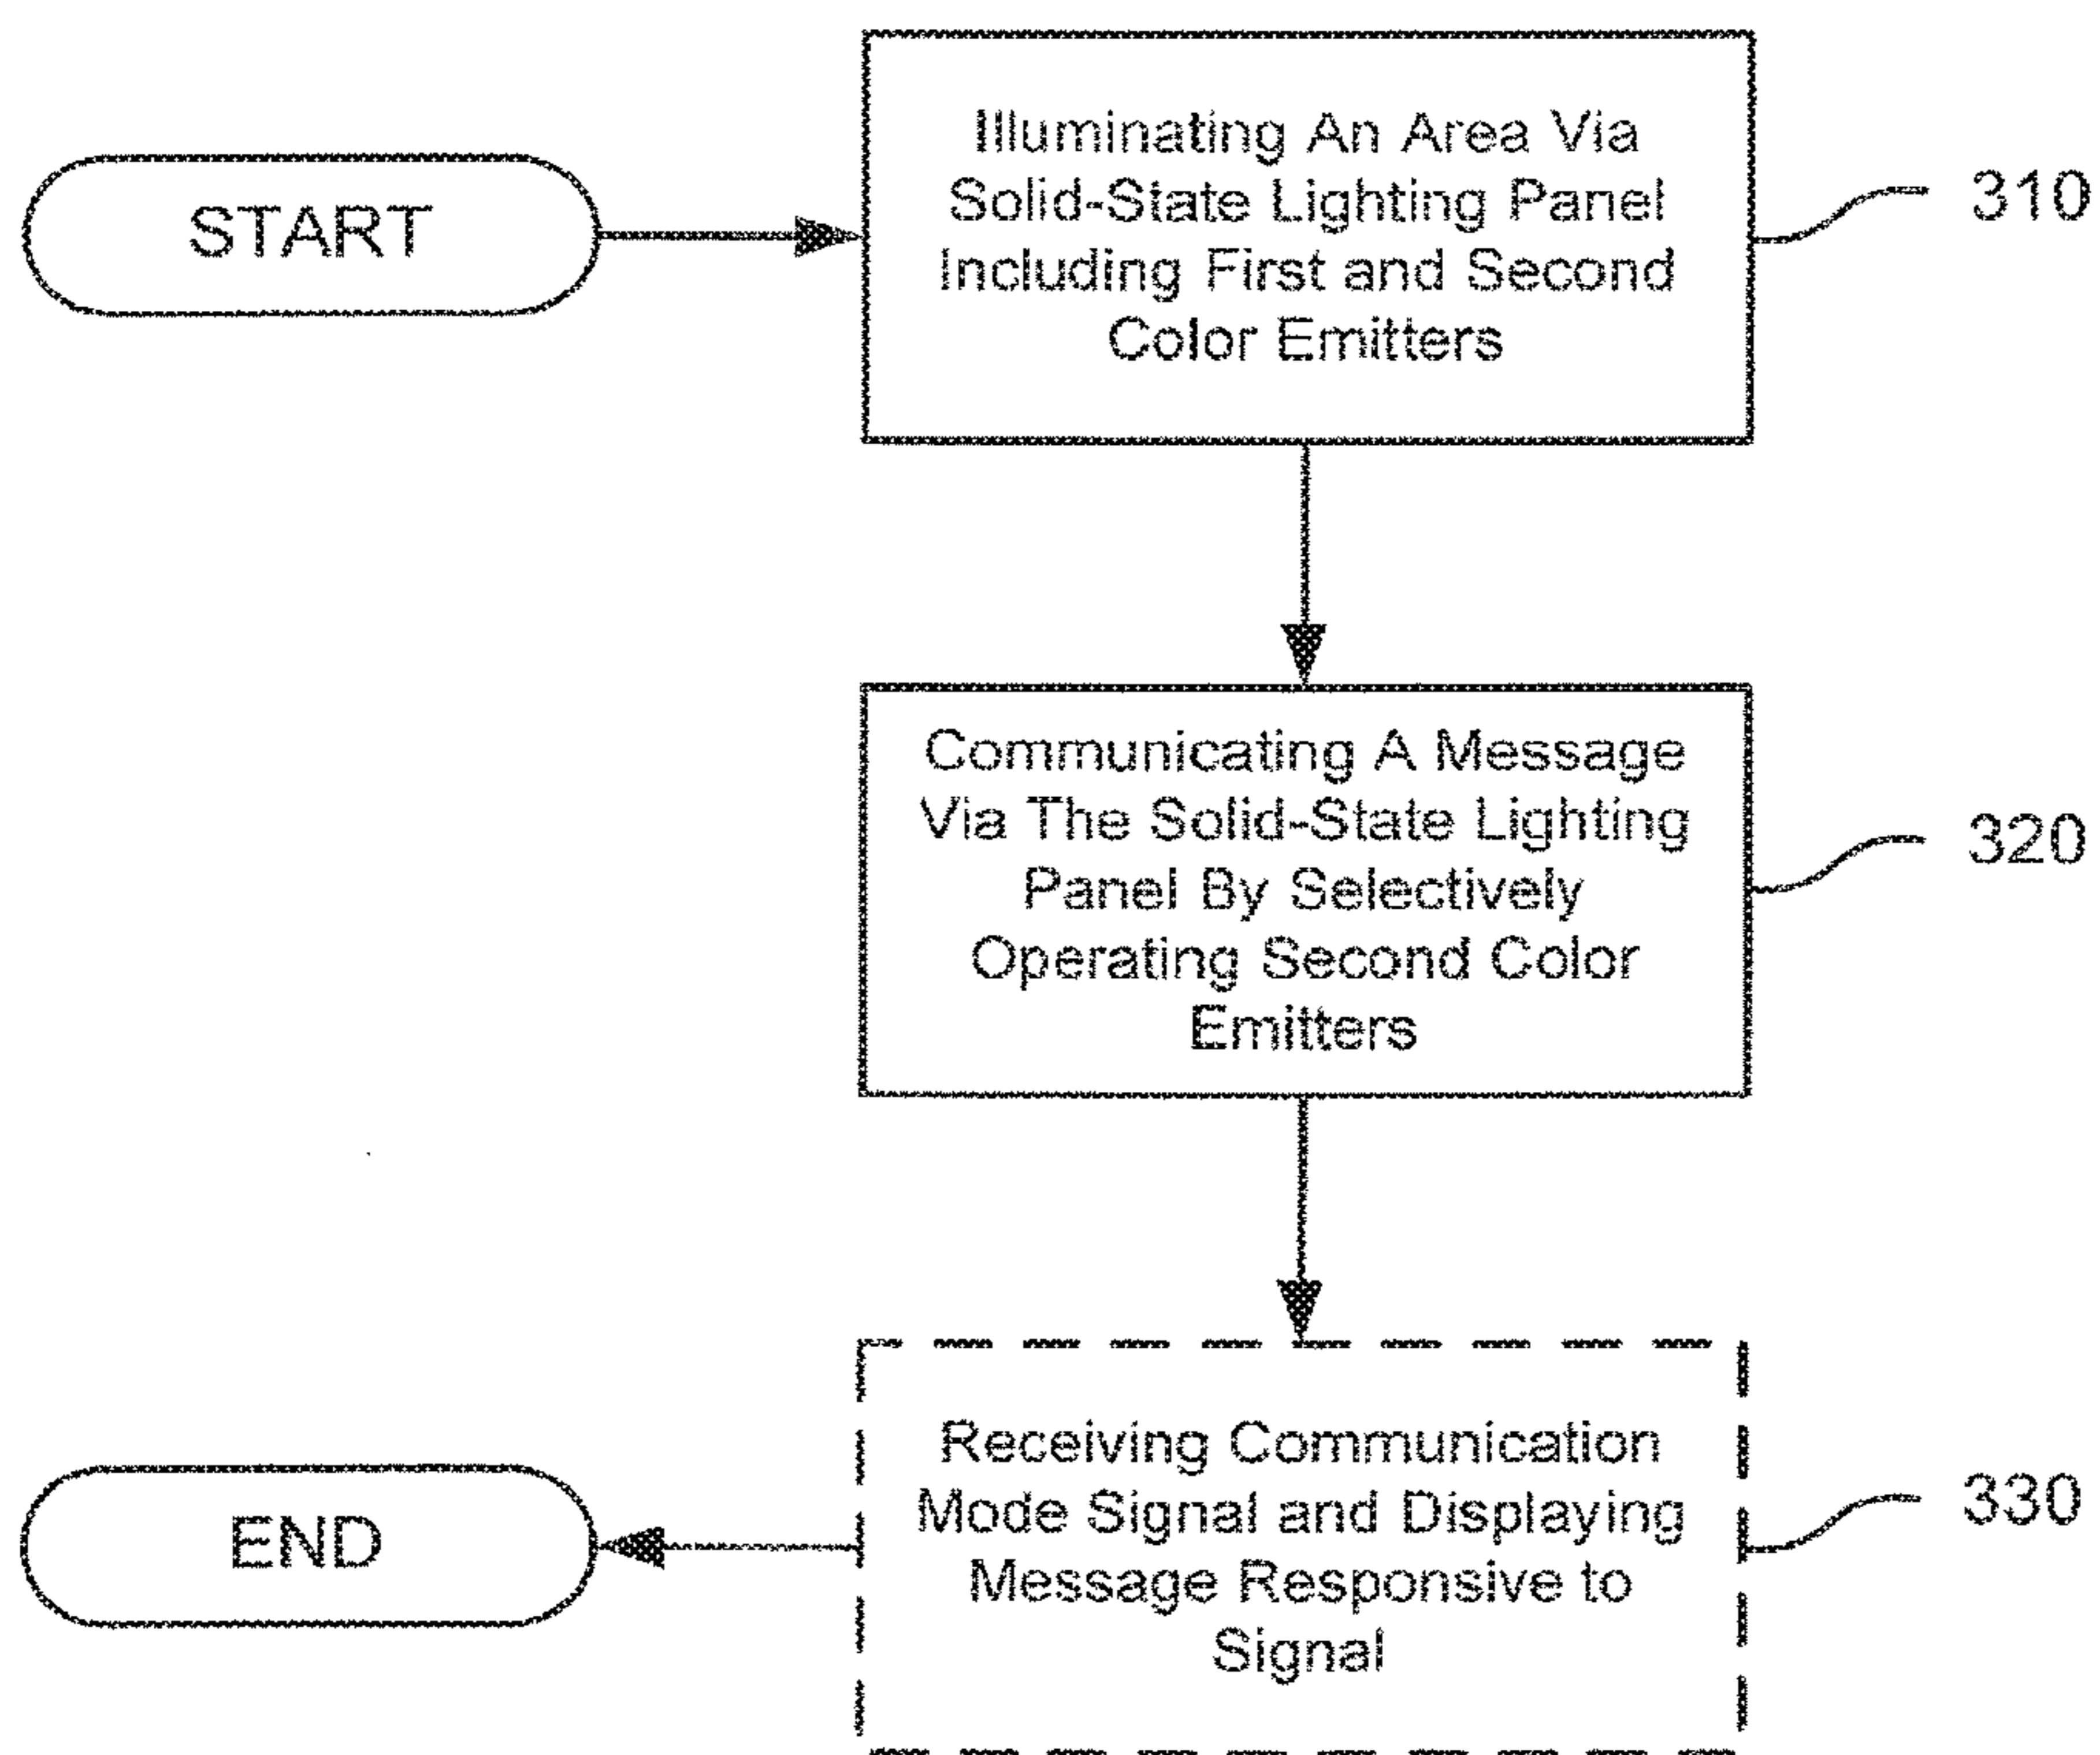 START
Illuminating An Area Via
Solid-State Lighting Panel
Including First and Second
Color Emitters
310
Communicating A Message
Via The Solid-State Lighting
Panel By Selectively
Operating Second Color
Emitters
320
Receiving Communication
Mode Signal and Displaying
Message Responsive to
Signal
330
END